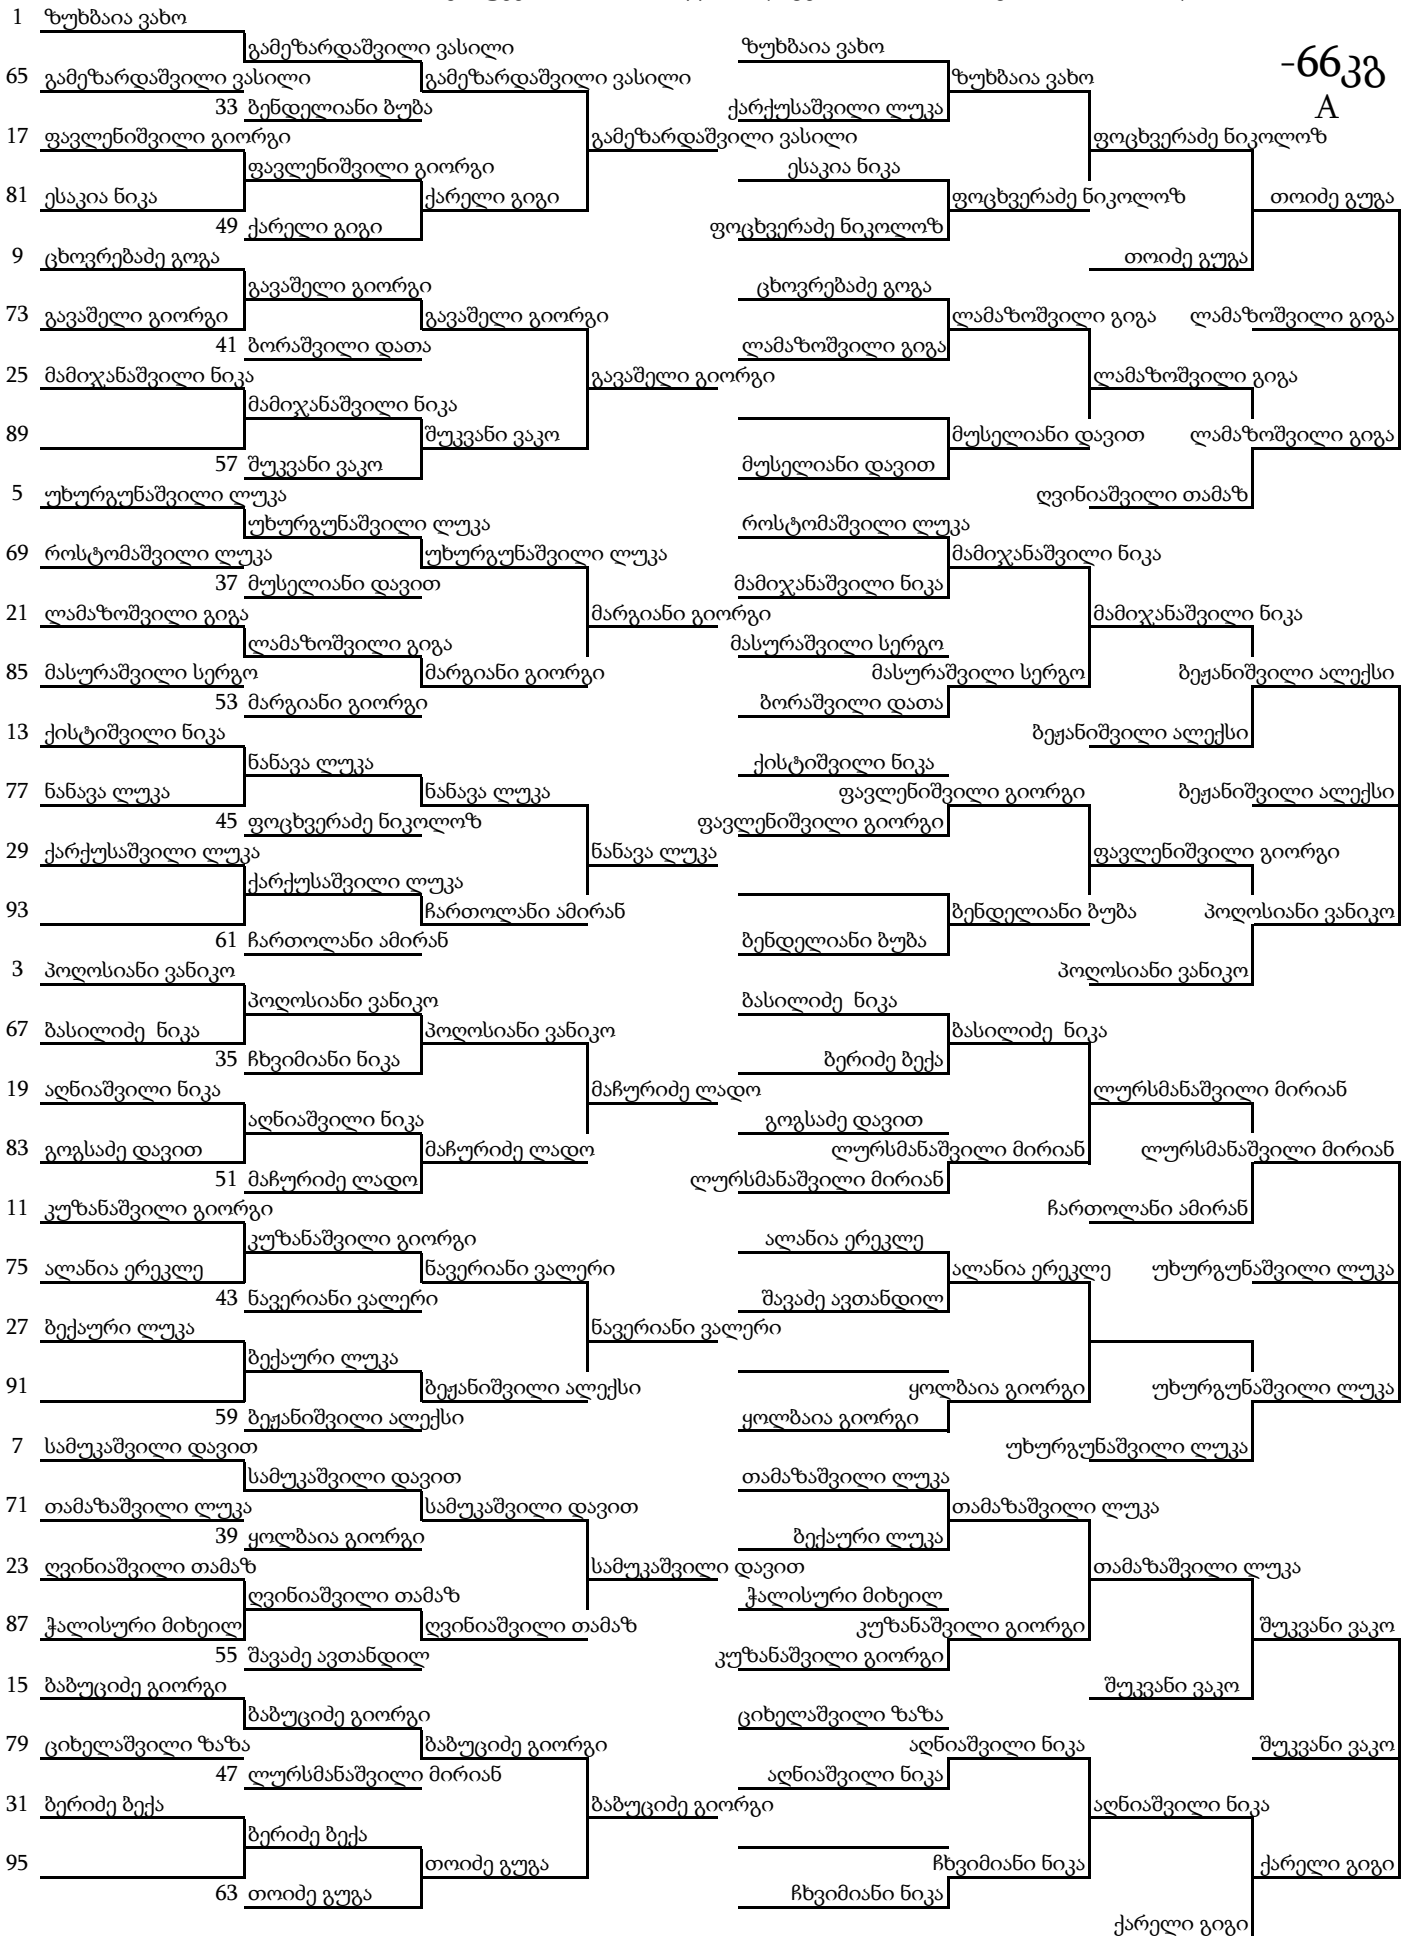 1 ზუხბაია ვახო
გამეზარდაშვილი ვასილი ზუხბაია ვახო
-66კგ
65 გამეზარდაშვილი ვასილი გამეზარდაშვილი ვასილი ზუხბაია ვახო
33 ბენდელიანი ბუბა ქარქუსაშვილი ლუკა
A
17 ფავლენიშვილი გიორგი გამეზარდაშვილი ვასილი ფოცხვერაძე ნიკოლოზ
ფავლენიშვილი გიორგი ესაკია ნიკა
81 ესაკია ნიკა ქარელი გიგი ფოცხვერაძე ნიკოლოზ თოიძე გუგა
49 ქარელი გიგი ფოცხვერაძე ნიკოლოზ
9 ცხოვრებაძე გოგა თოიძე გუგა
გავაშელი გიორგი ცხოვრებაძე გოგა
73 გავაშელი გიორგი გავაშელი გიორგი ლამაზოშვილი გიგა ლამაზოშვილი გიგა
41 ბორაშვილი დათა ლამაზოშვილი გიგა
25 მამიჯანაშვილი ნიკა გავაშელი გიორგი ლამაზოშვილი გიგა
მამიჯანაშვილი ნიკა
89 შუკვანი ვაკო მუსელიანი დავით ლამაზოშვილი გიგა
57 შუკვანი ვაკო მუსელიანი დავით
5 უხურგუნაშვილი ლუკა ღვინიაშვილი თამაზ
უხურგუნაშვილი ლუკა როსტომაშვილი ლუკა
69 როსტომაშვილი ლუკა უხურგუნაშვილი ლუკა მამიჯანაშვილი ნიკა
37 მუსელიანი დავით მამიჯანაშვილი ნიკა
21 ლამაზოშვილი გიგა მარგიანი გიორგი მამიჯანაშვილი ნიკა
ლამაზოშვილი გიგა მასურაშვილი სერგო
85 მასურაშვილი სერგო მარგიანი გიორგი მასურაშვილი სერგო ბეჟანიშვილი ალექსი
53 მარგიანი გიორგი ბორაშვილი დათა
13 ქისტიშვილი ნიკა ბეჟანიშვილი ალექსი
ნანავა ლუკა ქისტიშვილი ნიკა
77 ნანავა ლუკა ნანავა ლუკა ფავლენიშვილი გიორგი ბეჟანიშვილი ალექსი
45 ფოცხვერაძე ნიკოლოზ ფავლენიშვილი გიორგი
29 ქარქუსაშვილი ლუკა ნანავა ლუკა ფავლენიშვილი გიორგი
ქარქუსაშვილი ლუკა
93 ჩართოლანი ამირან ბენდელიანი ბუბა პოღოსიანი ვანიკო
61 ჩართოლანი ამირან ბენდელიანი ბუბა
3 პოღოსიანი ვანიკო პოღოსიანი ვანიკო
პოღოსიანი ვანიკო ბასილიძე ნიკა
67 ბასილიძე ნიკა პოღოსიანი ვანიკო ბასილიძე ნიკა
35 ჩხვიმიანი ნიკა ბერიძე ბექა
19 აღნიაშვილი ნიკა მაჩურიძე ლადო ლურსმანაშვილი მირიან
აღნიაშვილი ნიკა გოგსაძე დავით
83 გოგსაძე დავით მაჩურიძე ლადო ლურსმანაშვილი მირიან ლურსმანაშვილი მირიან
51 მაჩურიძე ლადო ლურსმანაშვილი მირიან
11 კუზანაშვილი გიორგი ჩართოლანი ამირან
კუზანაშვილი გიორგი ალანია ერეკლე
75 ალანია ერეკლე ნავერიანი ვალერი ალანია ერეკლე უხურგუნაშვილი ლუკა
43 ნავერიანი ვალერი შავაძე ავთანდილ
27 ბექაური ლუკა ნავერიანი ვალერი
ბექაური ლუკა
91 ბეჟანიშვილი ალექსი ყოლბაია გიორგი უხურგუნაშვილი ლუკა
59 ბეჟანიშვილი ალექსი ყოლბაია გიორგი
7 სამუკაშვილი დავით უხურგუნაშვილი ლუკა
სამუკაშვილი დავით თამაზაშვილი ლუკა
71 თამაზაშვილი ლუკა სამუკაშვილი დავით თამაზაშვილი ლუკა
39 ყოლბაია გიორგი ბექაური ლუკა
23 ღვინიაშვილი თამაზ სამუკაშვილი დავით თამაზაშვილი ლუკა
ღვინიაშვილი თამაზ ჭალისური მიხეილ
87 ჭალისური მიხეილ ღვინიაშვილი თამაზ კუზანაშვილი გიორგი შუკვანი ვაკო
55 შავაძე ავთანდილ კუზანაშვილი გიორგი
15 ბაბუციძე გიორგი შუკვანი ვაკო
ბაბუციძე გიორგი ციხელაშვილი ზაზა
79 ციხელაშვილი ზაზა ბაბუციძე გიორგი აღნიაშვილი ნიკა შუკვანი ვაკო
47 ლურსმანაშვილი მირიან აღნიაშვილი ნიკა
31 ბერიძე ბექა ბაბუციძე გიორგი აღნიაშვილი ნიკა
ბერიძე ბექა
95 თოიძე გუგა ჩხვიმიანი ნიკა ქარელი გიგი
63 თოიძე გუგა ჩხვიმიანი ნიკა
ქარელი გიგი